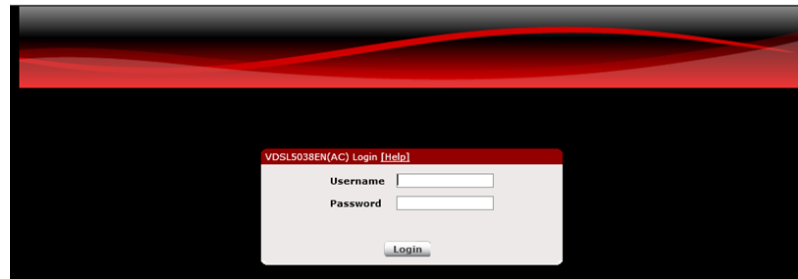 VDSL5038EN(AC) Login [Help]
Username
Password
Login